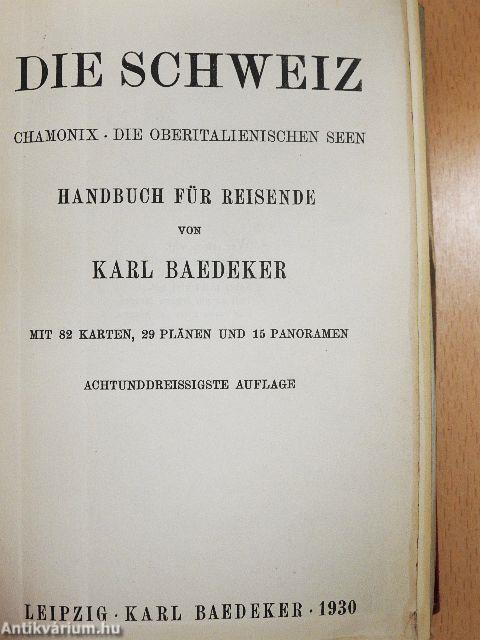 DIE SCHWEIZ
CHAMONIX · DIE OBERITALIENISCHEN SEEN
HANDBUCH FÜR REISENDE
VON
KARL BAEDEKER
MIT 82 KARTEN, 29 PLÄNEN UND 15 PANORAMEN
ACHTUNDDREISSIGSTE AUFLAGE
LEIPZIG · KARL BAEDEKER · 1930
Antikvárium.hu